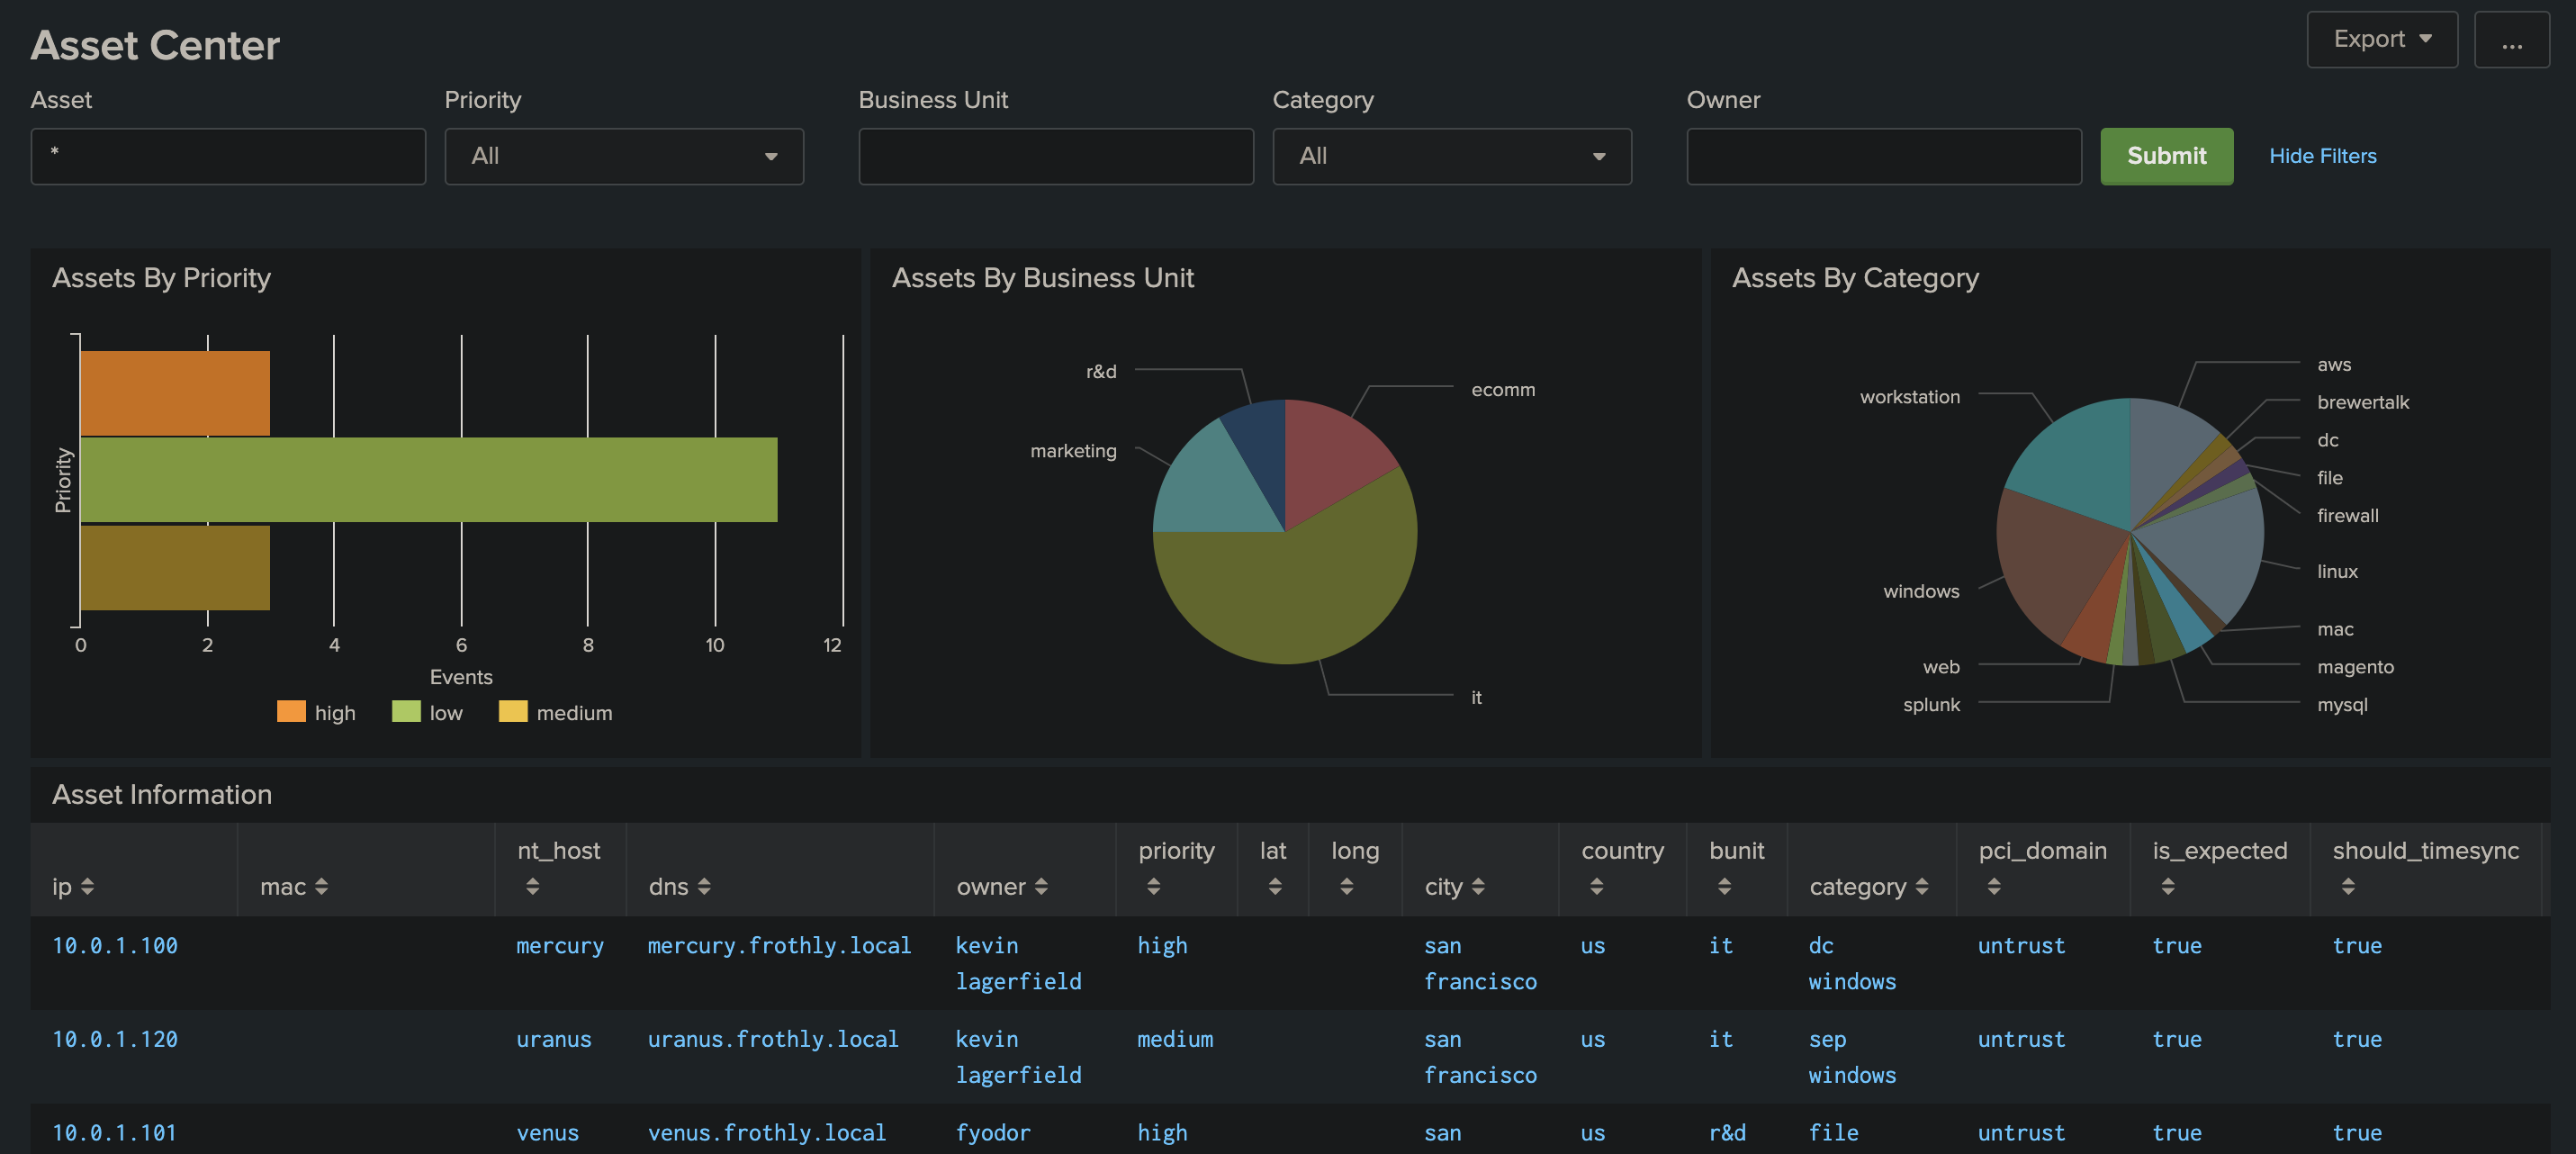 Asset Center
Export
...
Asset
Priority
Business Unit
Category
Owner
*
All
All
Submit
Hide Filters
Assets By Priority
Priority
0
2
4
6
8
10
12
Events
high
low
medium
Assets By Business Unit
r&d
marketing
ecomm
it
Assets By Category
workstation
windows
web
splunk
aws
brewertalk
dc
file
firewall
linux
mac
magento
mysql
Asset Information
ip mac nt_host dns owner priority lat long city country bunit category pci_domain is_expected should_timesync
10.0.1.100 mercury mercury.frothly.local kevin high san us it dc untrust true true
lagerfield francisco windows
10.0.1.120 uranus uranus.frothly.local kevin medium san us it sep untrust true true
lagerfield francisco windows
10.0.1.101 venus venus.frothly.local fyodor high san us r&d file untrust true true